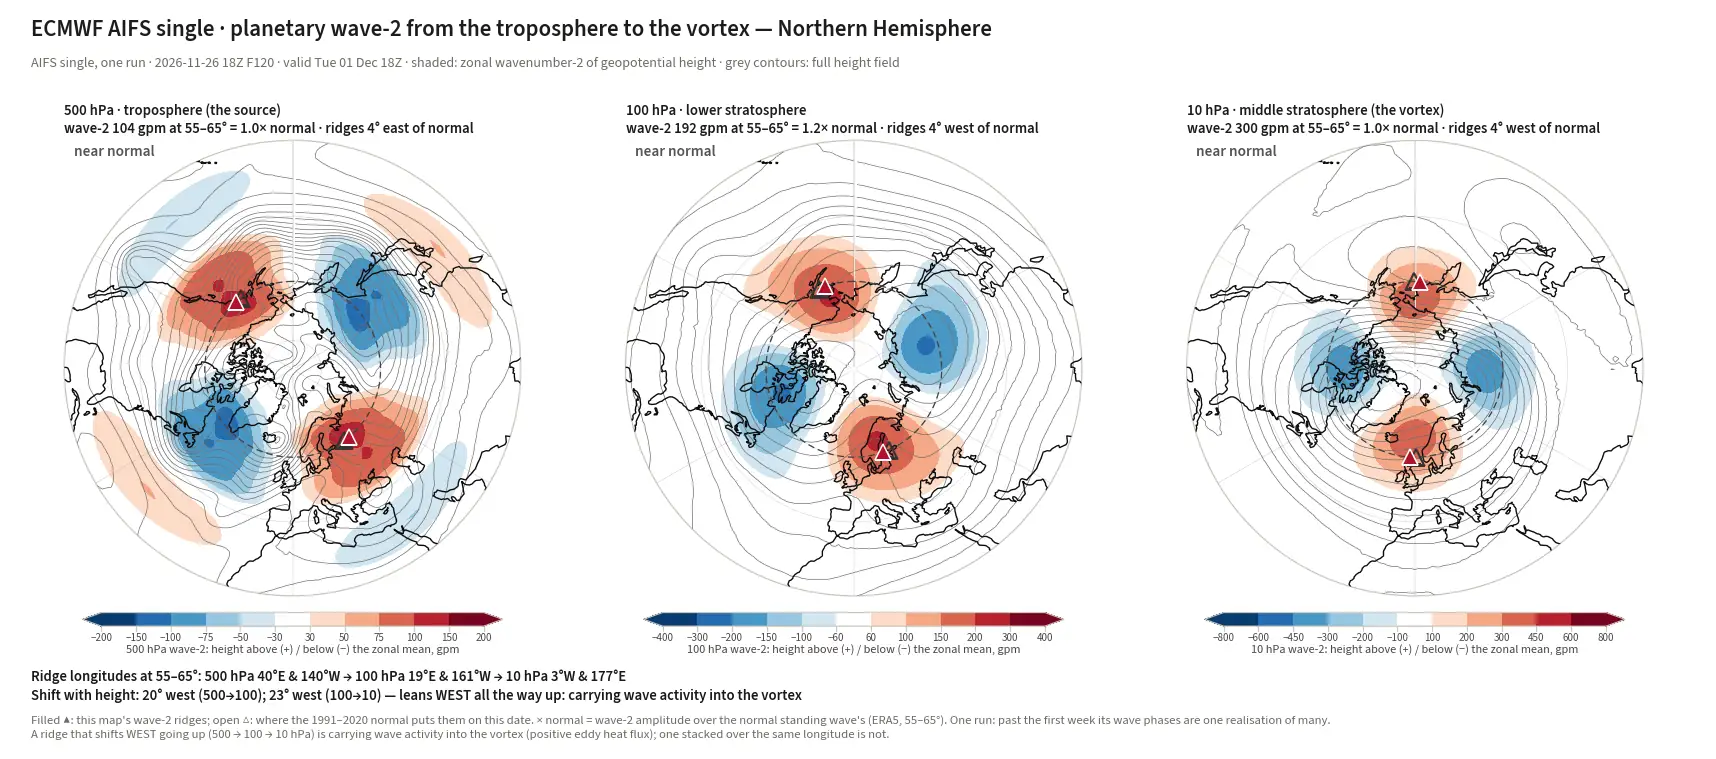 ECMWF AIFS single · planetary wave-2 from the troposphere to the vortex — Northern Hemisphere
AIFS single, one run · 2026-11-26 18Z F120 · valid Tue 01 Dec 18Z · shaded: zonal wavenumber-2 of geopotential height · grey contours: full height field
500 hPa · troposphere (the source)
wave-2 104 gpm at 55–65° = 1.0× normal · ridges 4° east of normal
near normal
100 hPa · lower stratosphere
wave-2 192 gpm at 55–65° = 1.2× normal · ridges 4° west of normal
near normal
10 hPa · middle stratosphere (the vortex)
wave-2 300 gpm at 55–65° = 1.0× normal · ridges 4° west of normal
near normal
−200 −150 −100 −75 −50 −30 30 50 75 100 150 200
500 hPa wave-2: height above (+) / below (−) the zonal mean, gpm
−400 −300 −200 −150 −100 −60 60 100 150 200 300 400
100 hPa wave-2: height above (+) / below (−) the zonal mean, gpm
−800 −600 −450 −300 −200 −100 100 200 300 450 600 800
10 hPa wave-2: height above (+) / below (−) the zonal mean, gpm
Ridge longitudes at 55–65°: 500 hPa 40°E & 140°W → 100 hPa 19°E & 161°W → 10 hPa 3°W & 177°E
Shift with height: 20° west (500→100); 23° west (100→10) — leans WEST all the way up: carrying wave activity into the vortex
Filled ▲: this map's wave-2 ridges; open △: where the 1991–2020 normal puts them on this date. × normal = wave-2 amplitude over the normal standing wave's (ERA5, 55–65°). One run: past the first week its wave phases are one realisation of many.
A ridge that shifts WEST going up (500 → 100 → 10 hPa) is carrying wave activity into the vortex (positive eddy heat flux); one stacked over the same longitude is not.